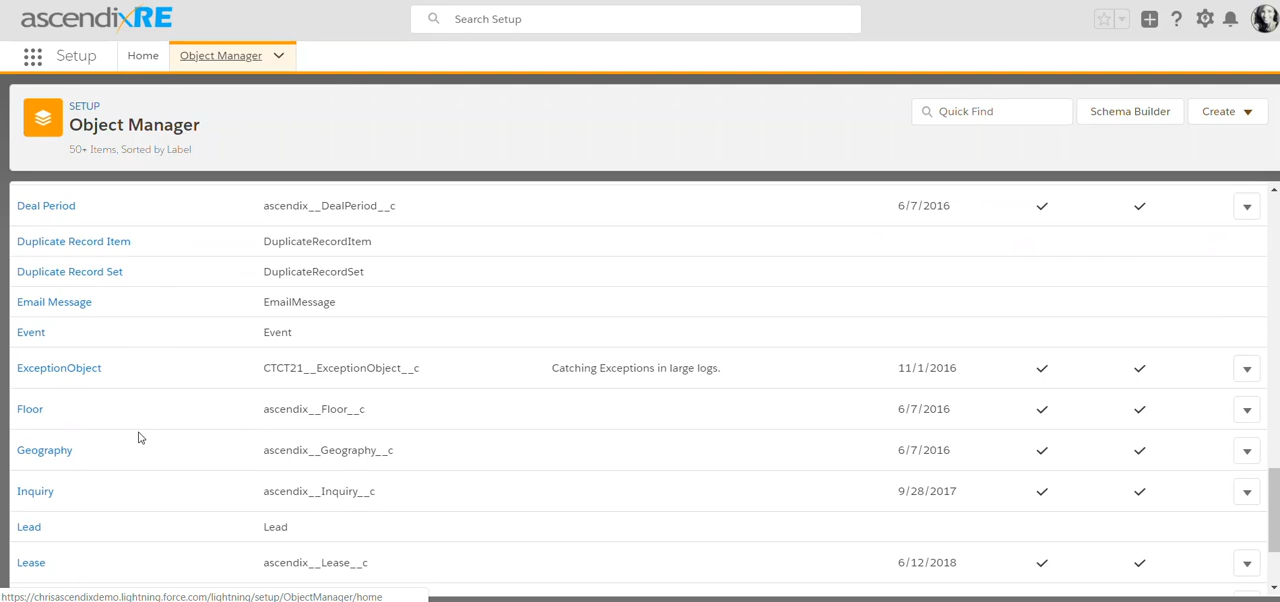 ascendixRE
Search Setup
Setup Home Object Manager
SETUP
Object Manager
50+ Items, Sorted by Label
Quick Find
Schema Builder
Create
Deal Period ascendix__DealPeriod__c 6/7/2016
Duplicate Record Item DuplicateRecordItem
Duplicate Record Set DuplicateRecordSet
Email Message EmailMessage
Event Event
ExceptionObject CTCT21__ExceptionObject__c Catching Exceptions in large logs. 11/1/2016
Floor ascendix__Floor__c 6/7/2016
Geography ascendix__Geography__c 6/7/2016
Inquiry ascendix__Inquiry__c 9/28/2017
Lead Lead
Lease ascendix__Lease__c 6/12/2018
https://chrisascendixdemo.lightning.force.com/lightning/setup/ObjectManager/home